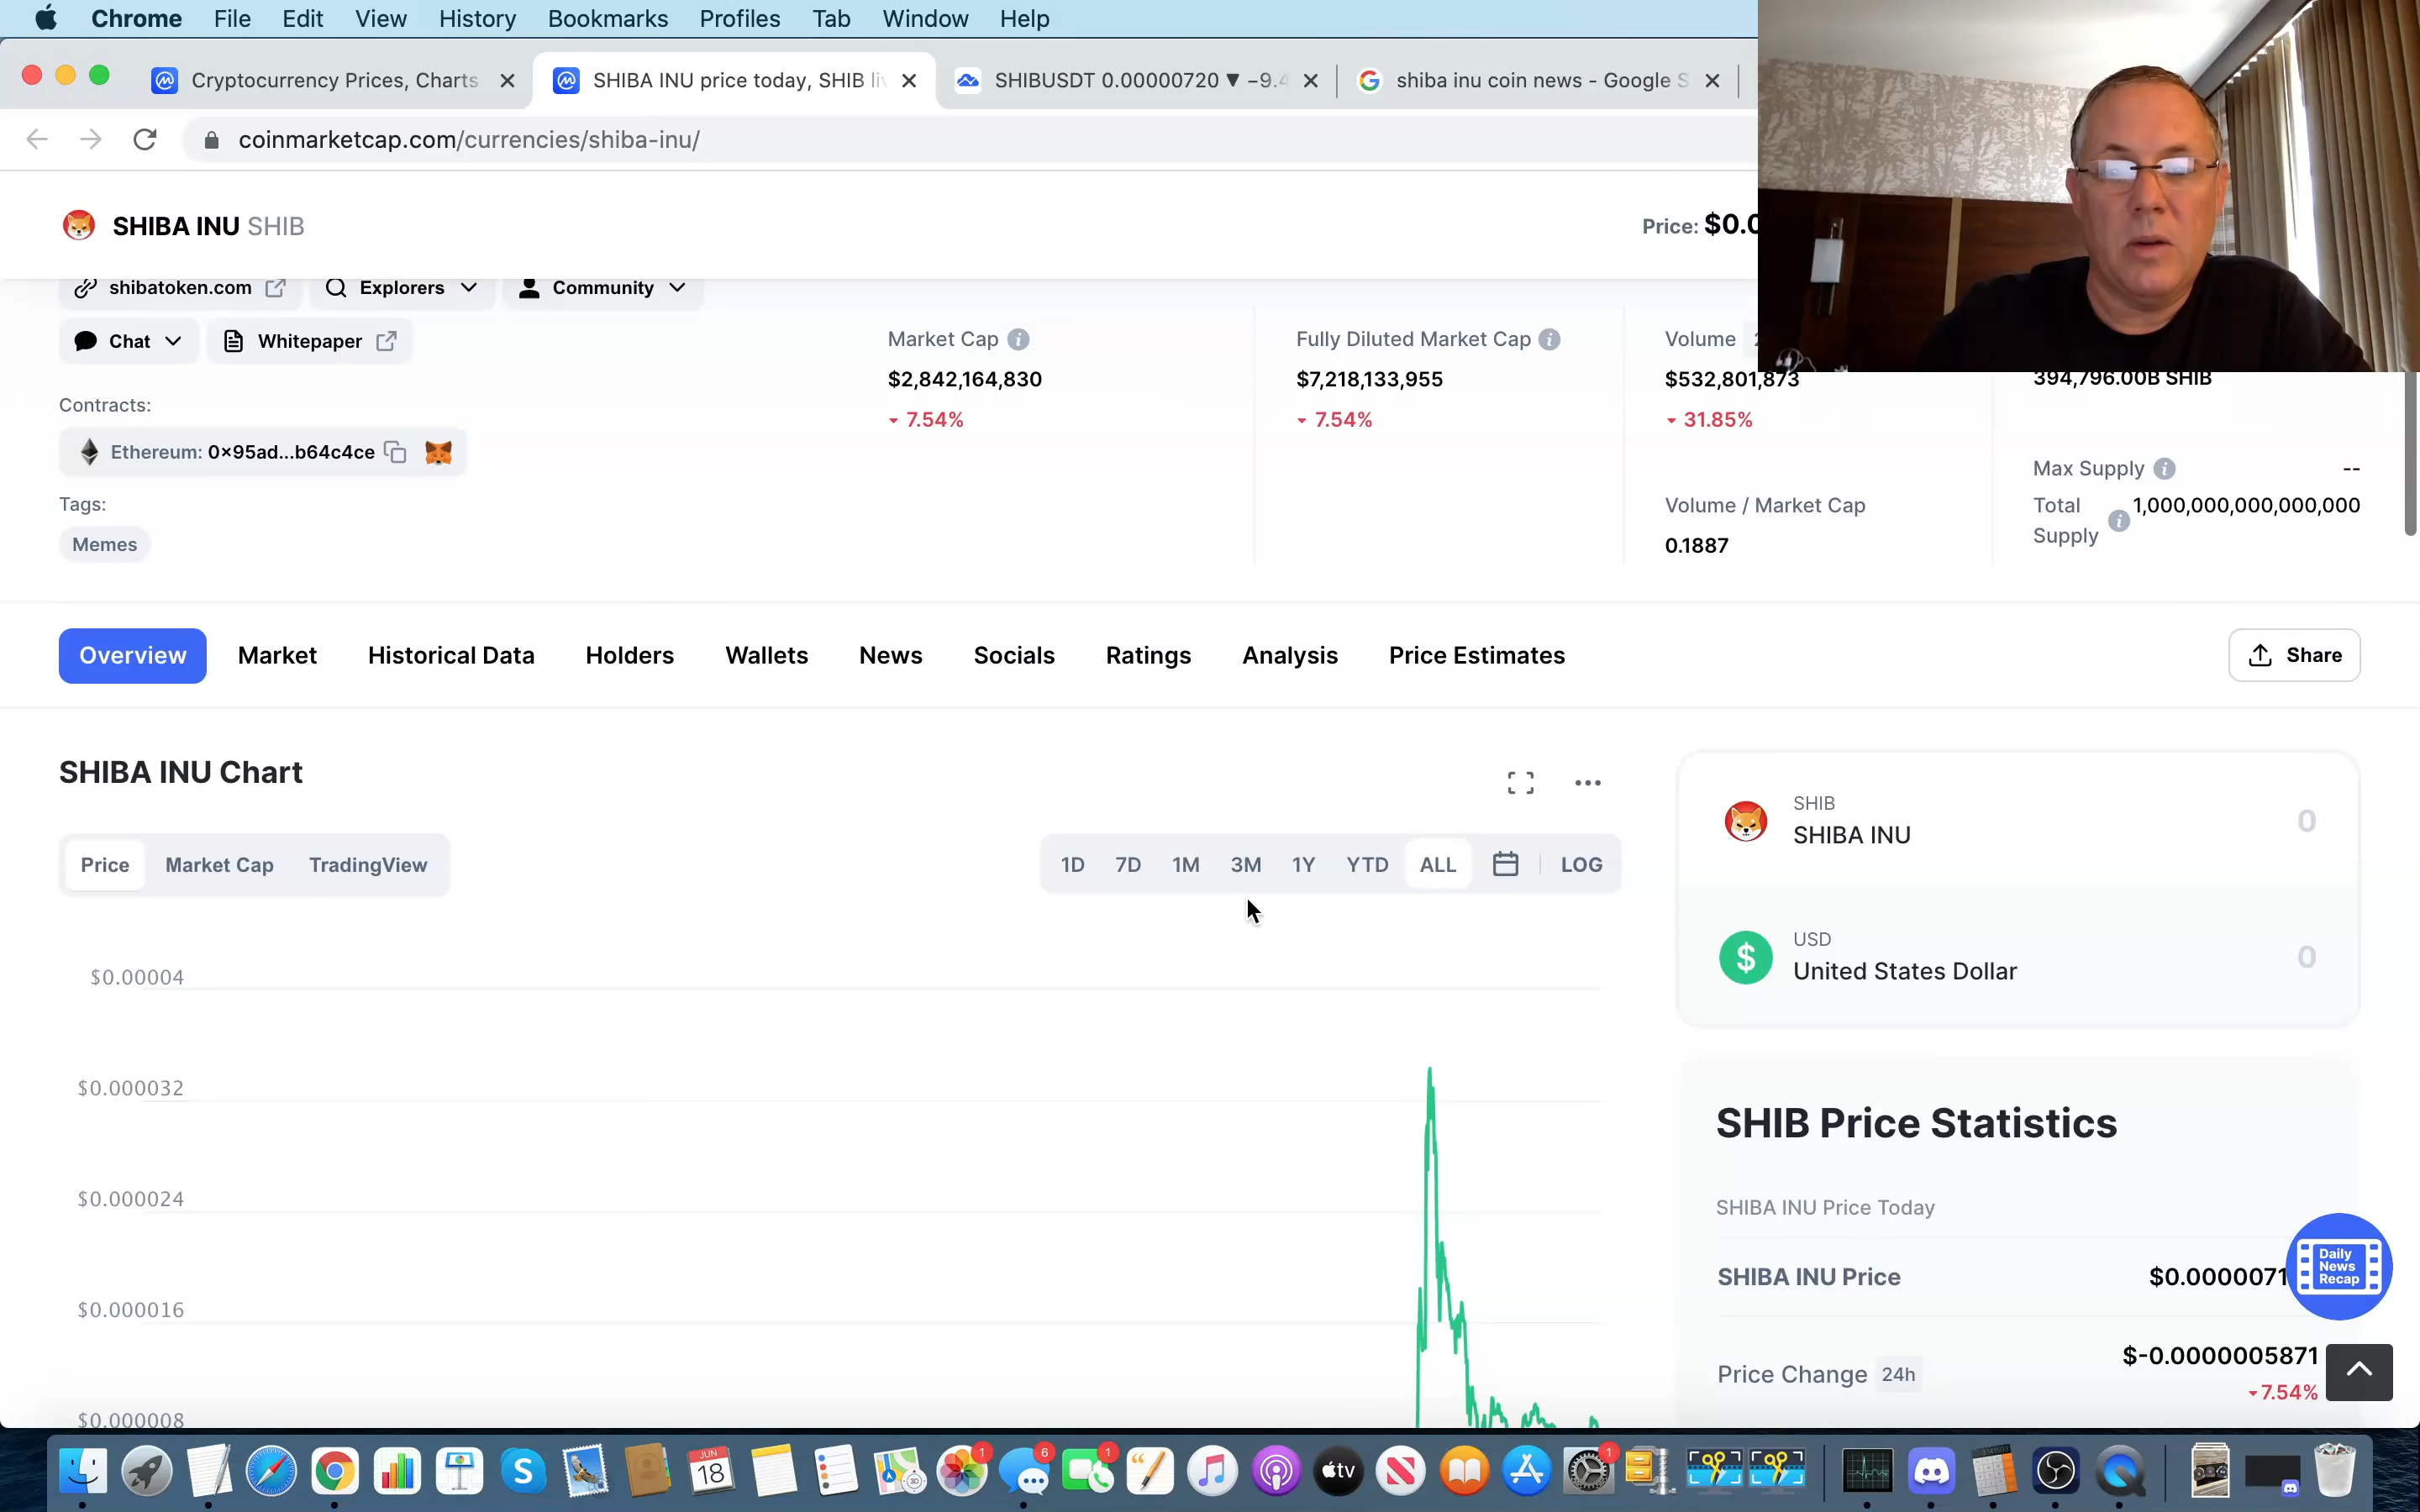 Chrome File Edit View History Bookmarks Profiles Tab Window Help
Cryptocurrency Prices, Charts
SHIBA INU price today, SHIB li
SHIBUSDT 0.00000720 ▼ −9.4
shiba inu coin news - Google S
coinmarketcap.com/currencies/shiba-inu/
SHIBA INU SHIB
Price: $0.0
shibatoken.com
Explorers
Community
Chat
Whitepaper
Contracts:
Ethereum: 0x95ad...b64c4ce
Tags:
Memes
Market Cap
$2,842,164,830
7.54%
Fully Diluted Market Cap
$7,218,133,955
7.54%
Volume
$532,801,873
31.85%
Volume / Market Cap
0.1887
394,796.00B SHIB
Max Supply --
Total Supply 1,000,000,000,000,000
Overview Market Historical Data Holders Wallets News Socials Ratings Analysis Price Estimates
Share
SHIBA INU Chart
Price Market Cap TradingView
1D 7D 1M 3M 1Y YTD ALL LOG
$0.00004
$0.000032
$0.000024
$0.000016
$0.000008
SHIB
SHIBA INU
0
USD
United States Dollar
0
SHIB Price Statistics
SHIBA INU Price Today
SHIBA INU Price $0.0000071
Daily
News
Recap
Price Change 24h
$-0.0000005871
7.54%
JUN
18
1
6
1
tv
1